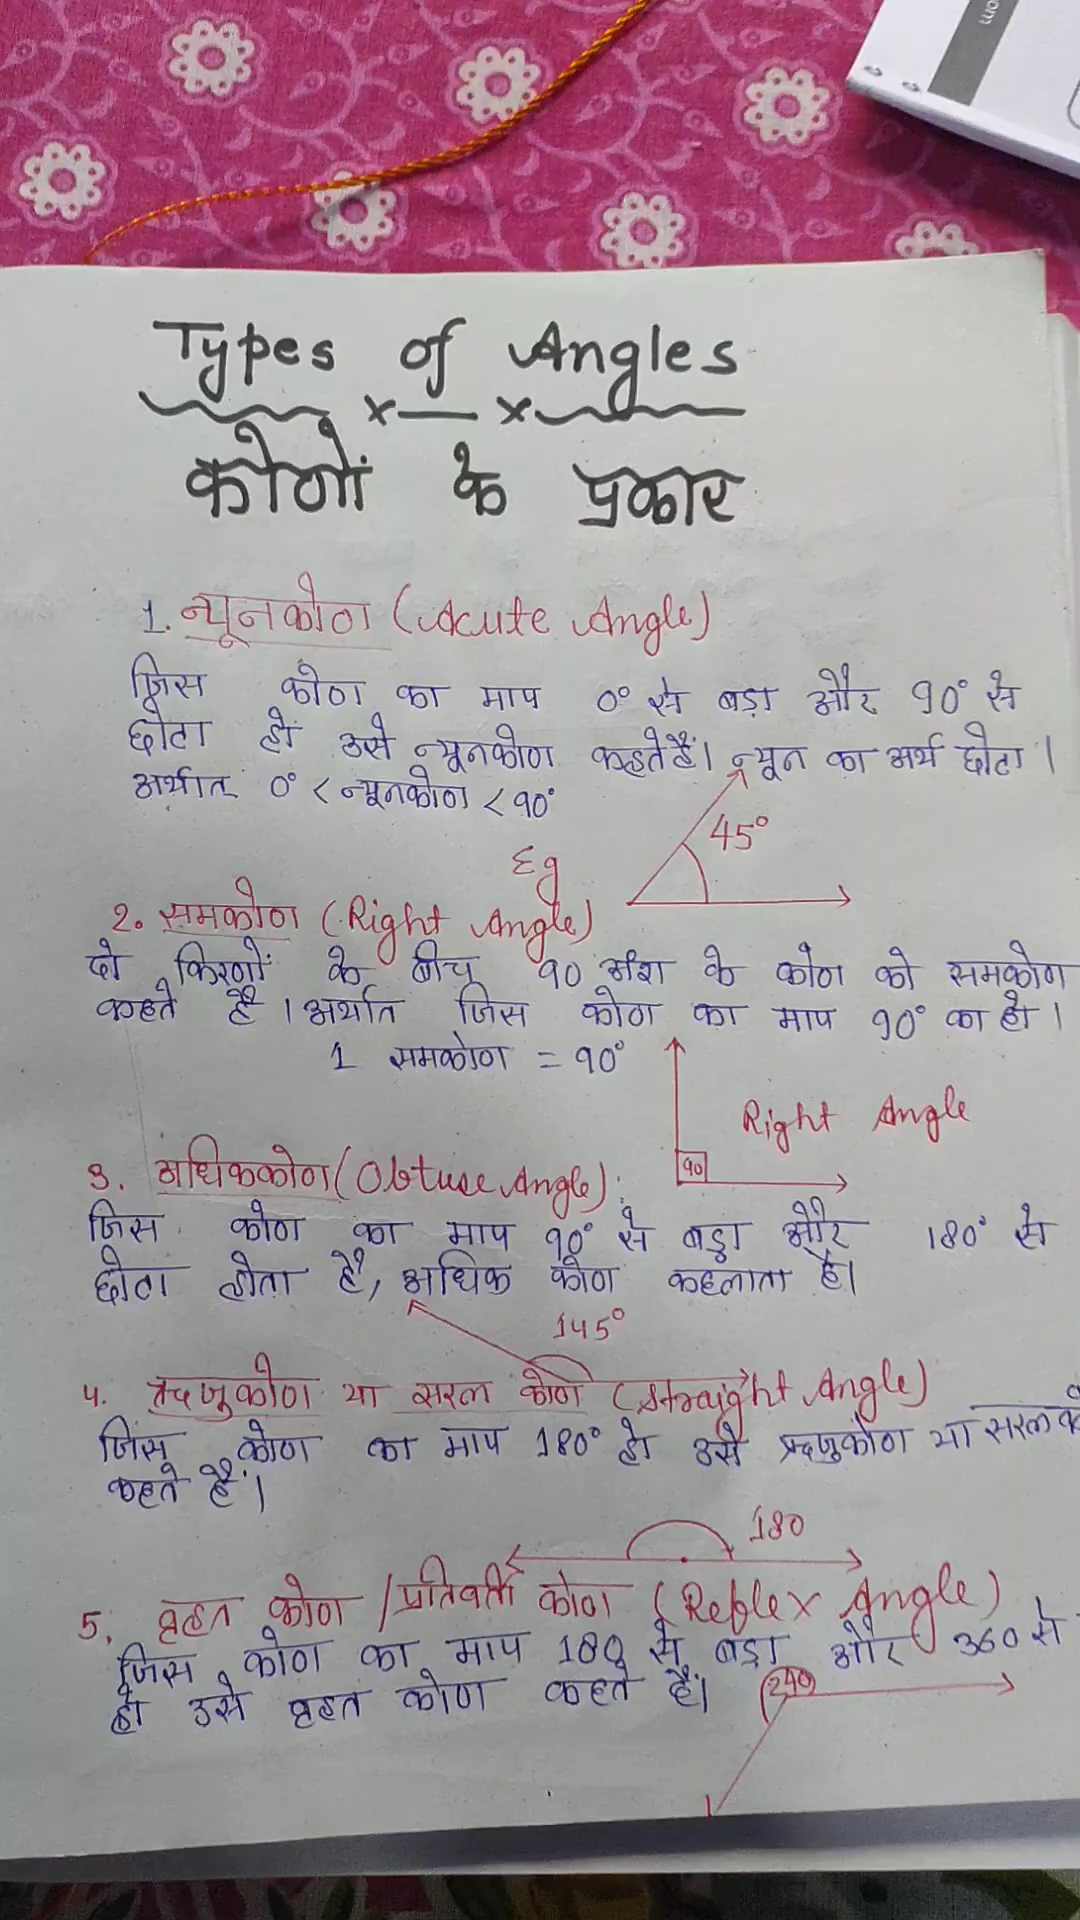 Types of Angles
कोणों के प्रकार
1. न्यूनकोण (Acute Angle)
जिस कोण का माप 0° से बड़ा और 90° से
छोटा हो उसे न्यूनकोण कहते हैं। न्यून का अर्थ छोटा।
अर्थात 0° < न्यूनकोण < 90°
45°
Eg
2. समकोण (Right Angle)
दो किरणों के बीच 90 अंश के कोण को समकोण
कहते हैं। अर्थात जिस कोण का माप 90° का हो।
1 समकोण = 90°
Right Angle
90
3. अधिककोण (Obtuse Angle)
जिस कोण का माप 90° से बड़ा और 180° से
छोटा होता है, अधिक कोण कहलाता है।
145°
4. ऋजुकोण या सरल कोण (Straight Angle)
जिस कोण का माप 180° हो उसे ऋजुकोण या सरल
कहते हैं।
180
5. वृहत कोण / प्रतिवर्ती कोण (Reflex Angle)
जिस कोण का माप 180 से बड़ा और 360 से
हो उसे वृहत कोण कहते हैं।
240